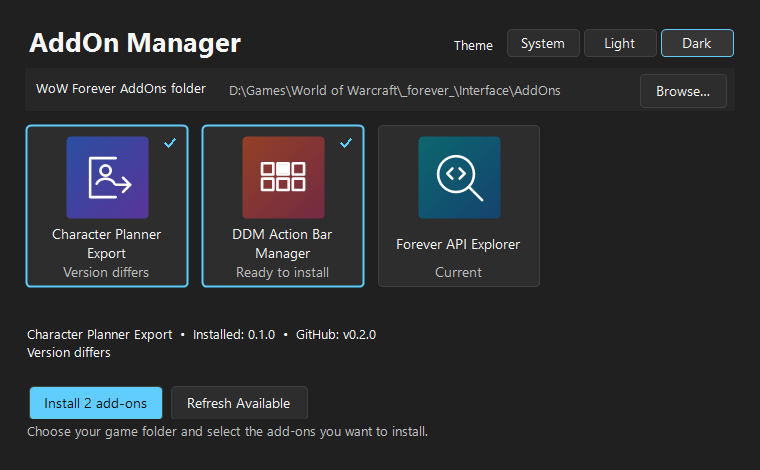 AddOn Manager
Theme
System
Light
Dark
WoW Forever AddOns folder
D:\Games\World of Warcraft\_forever_\Interface\AddOns
Browse...
Character Planner
Export
Version differs
DDM Action Bar
Manager
Ready to install
Forever API Explorer
Current
Character Planner Export • Installed: 0.1.0 • GitHub: v0.2.0
Version differs
Install 2 add-ons
Refresh Available
Choose your game folder and select the add-ons you want to install.